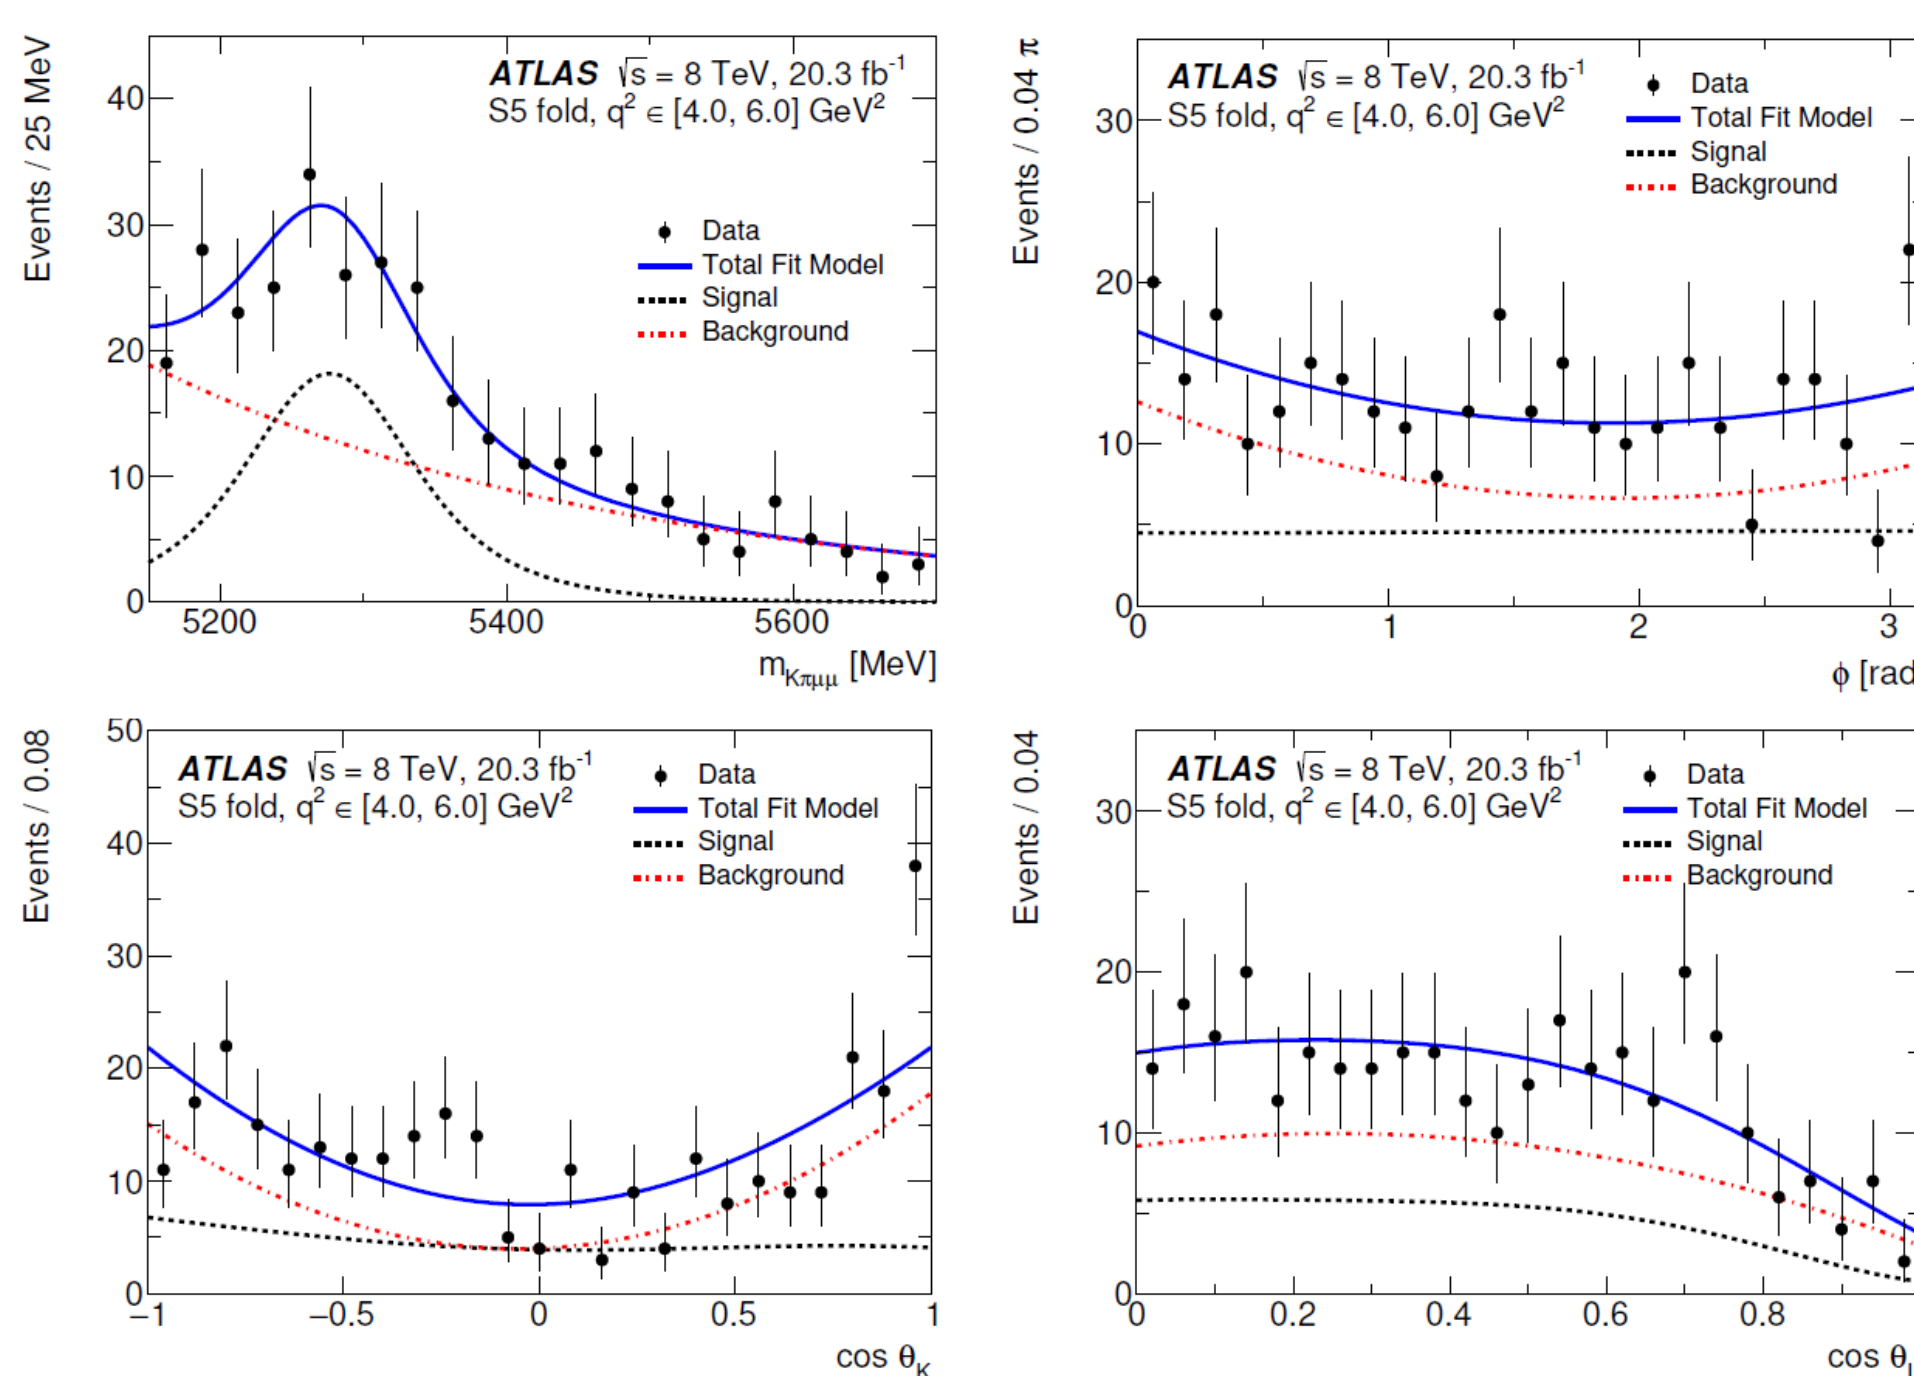 Events / 25 MeV
ATLAS √s = 8 TeV, 20.3 fb⁻¹
S5 fold, q² ∈ [4.0, 6.0] GeV²
Data
Total Fit Model
Signal
Background
40
30
20
10
0
5200
5400
5600
m_Kπμμ [MeV]
Events / 0.04 π
ATLAS √s = 8 TeV, 20.3 fb⁻¹
S5 fold, q² ∈ [4.0, 6.0] GeV²
Data
Total Fit Model
Signal
Background
30
20
10
0
0
1
2
3
ϕ [rad
Events / 0.08
ATLAS √s = 8 TeV, 20.3 fb⁻¹
S5 fold, q² ∈ [4.0, 6.0] GeV²
Data
Total Fit Model
Signal
Background
50
40
30
20
10
0
−1
−0.5
0
0.5
1
cos θ_K
Events / 0.04
ATLAS √s = 8 TeV, 20.3 fb⁻¹
S5 fold, q² ∈ [4.0, 6.0] GeV²
Data
Total Fit Model
Signal
Background
30
20
10
0
0
0.2
0.4
0.6
0.8
cos θ